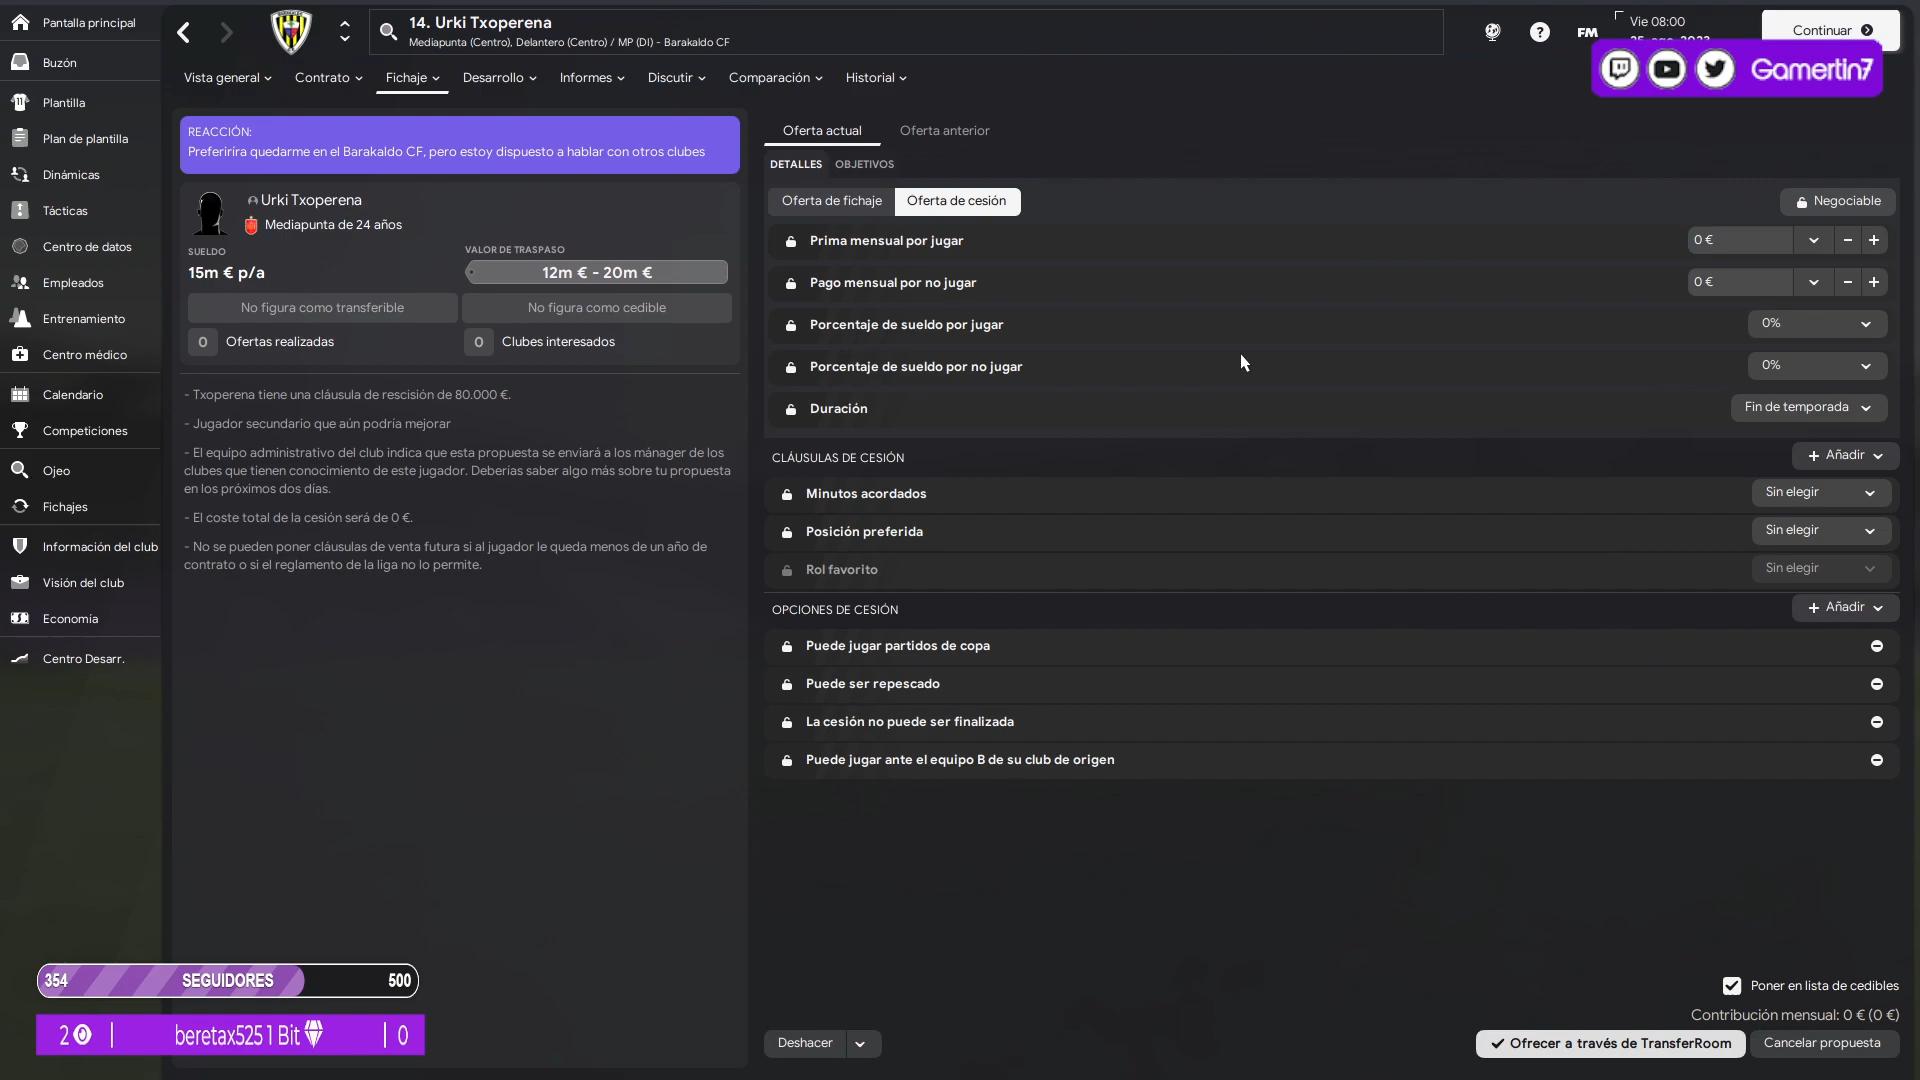 Pantalla principal
Buzón
Plantilla
Plan de plantilla
Dinámicas
Tácticas
Centro de datos
Empleados
Entrenamiento
Centro médico
Calendario
Competiciones
Ojeo
Fichajes
Información del club
Visión del club
Economía
Centro Desarr.
14. Urki Txoperena
Mediapunta (Centro), Delantero (Centro) / MP (DI) - Barakaldo CF
FM
Vie 08:00
Continuar
Gamertin7
Vista general
Contrato
Fichaje
Desarrollo
Informes
Discutir
Comparación
Historial
REACCIÓN:
Preferiríra quedarme en el Barakaldo CF, pero estoy dispuesto a hablar con otros clubes
Urki Txoperena
Mediapunta de 24 años
SUELDO
15m € p/a
VALOR DE TRASPASO
12m € - 20m €
No figura como transferible
No figura como cedible
0 Ofertas realizadas
0 Clubes interesados
- Txoperena tiene una cláusula de rescisión de 80.000 €.
- Jugador secundario que aún podría mejorar
- El equipo administrativo del club indica que esta propuesta se enviará a los mánager de los
clubes que tienen conocimiento de este jugador. Deberías saber algo más sobre tu propuesta
en los próximos dos días.
- El coste total de la cesión será de 0 €.
- No se pueden poner cláusulas de venta futura si al jugador le queda menos de un año de
contrato o si el reglamento de la liga no lo permite.
Oferta actual
Oferta anterior
DETALLES
OBJETIVOS
Oferta de fichaje
Oferta de cesión
Negociable
Prima mensual por jugar
0 €
Pago mensual por no jugar
0 €
Porcentaje de sueldo por jugar
0%
Porcentaje de sueldo por no jugar
0%
Duración
Fin de temporada
CLÁUSULAS DE CESIÓN
Añadir
Minutos acordados
Sin elegir
Posición preferida
Sin elegir
Rol favorito
Sin elegir
OPCIONES DE CESIÓN
Añadir
Puede jugar partidos de copa
Puede ser repescado
La cesión no puede ser finalizada
Puede jugar ante el equipo B de su club de origen
354 SEGUIDORES 500
2 beretax525 1 Bit 0
Poner en lista de cedibles
Contribución mensual: 0 € (0 €)
Deshacer
Ofrecer a través de TransferRoom
Cancelar propuesta